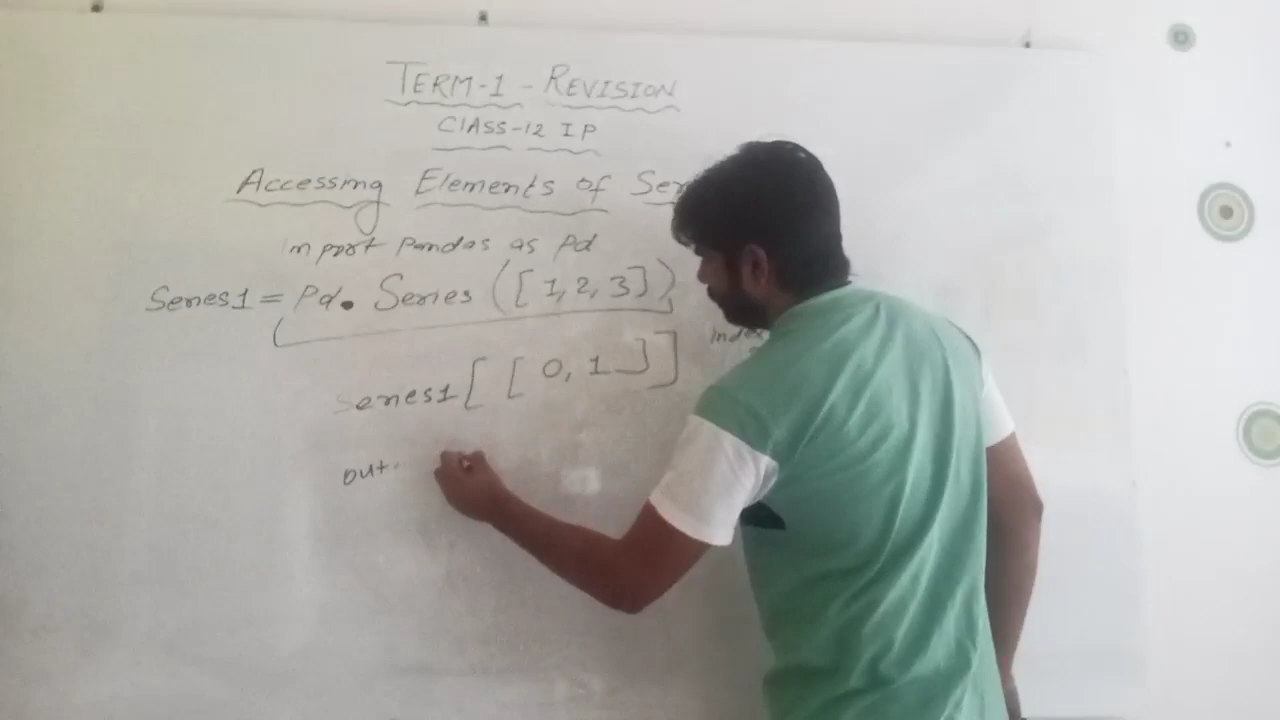 TERM-1 - REVISION
CLASS-12 IP
Accessing Elements of Ser
import Pandas as Pd
Series1 = Pd. Series ([1,2,3])
Index
Series1[[0,1]]
out.